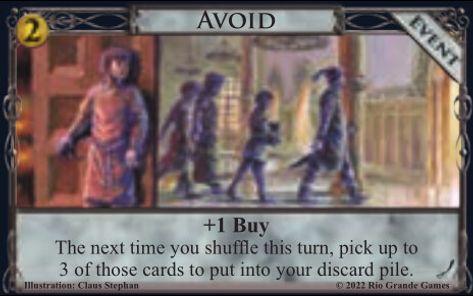 AVOID
2
EVENT
+1 Buy
The next time you shuffle this turn, pick up to
3 of those cards to put into your discard pile.
Illustration: Claus Stephan
© 2022 Rio Grande Games